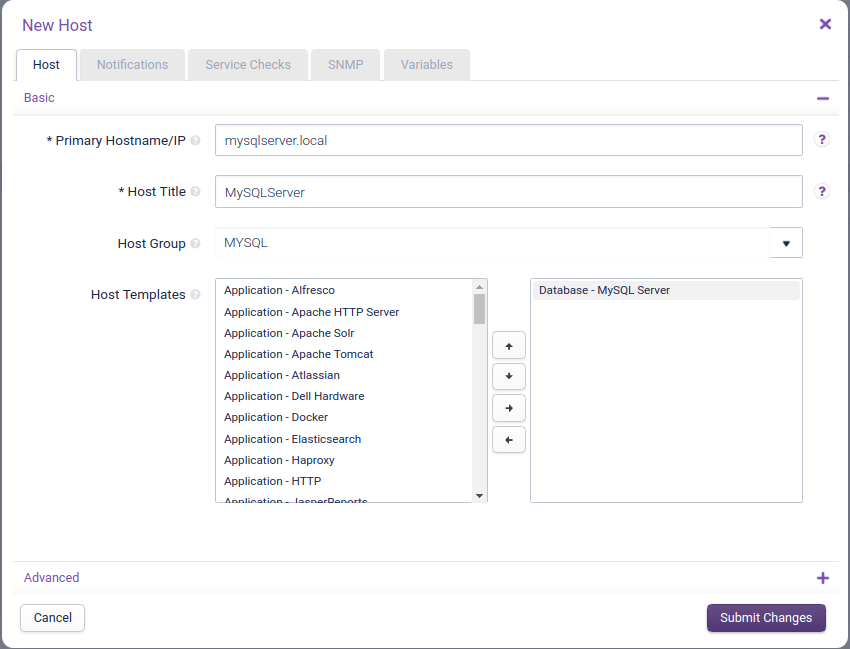 New Host
Host Notifications Service Checks SNMP Variables
Basic
* Primary Hostname/IP ? mysqlserver.local ?
* Host Title ? MySQLServer ?
Host Group ? MYSQL
Host Templates ?
Application - Alfresco
Application - Apache HTTP Server
Application - Apache Solr
Application - Apache Tomcat
Application - Atlassian
Application - Dell Hardware
Application - Docker
Application - Elasticsearch
Application - Haproxy
Application - HTTP
Application - JasperReports
Database - MySQL Server
Advanced
Cancel Submit Changes